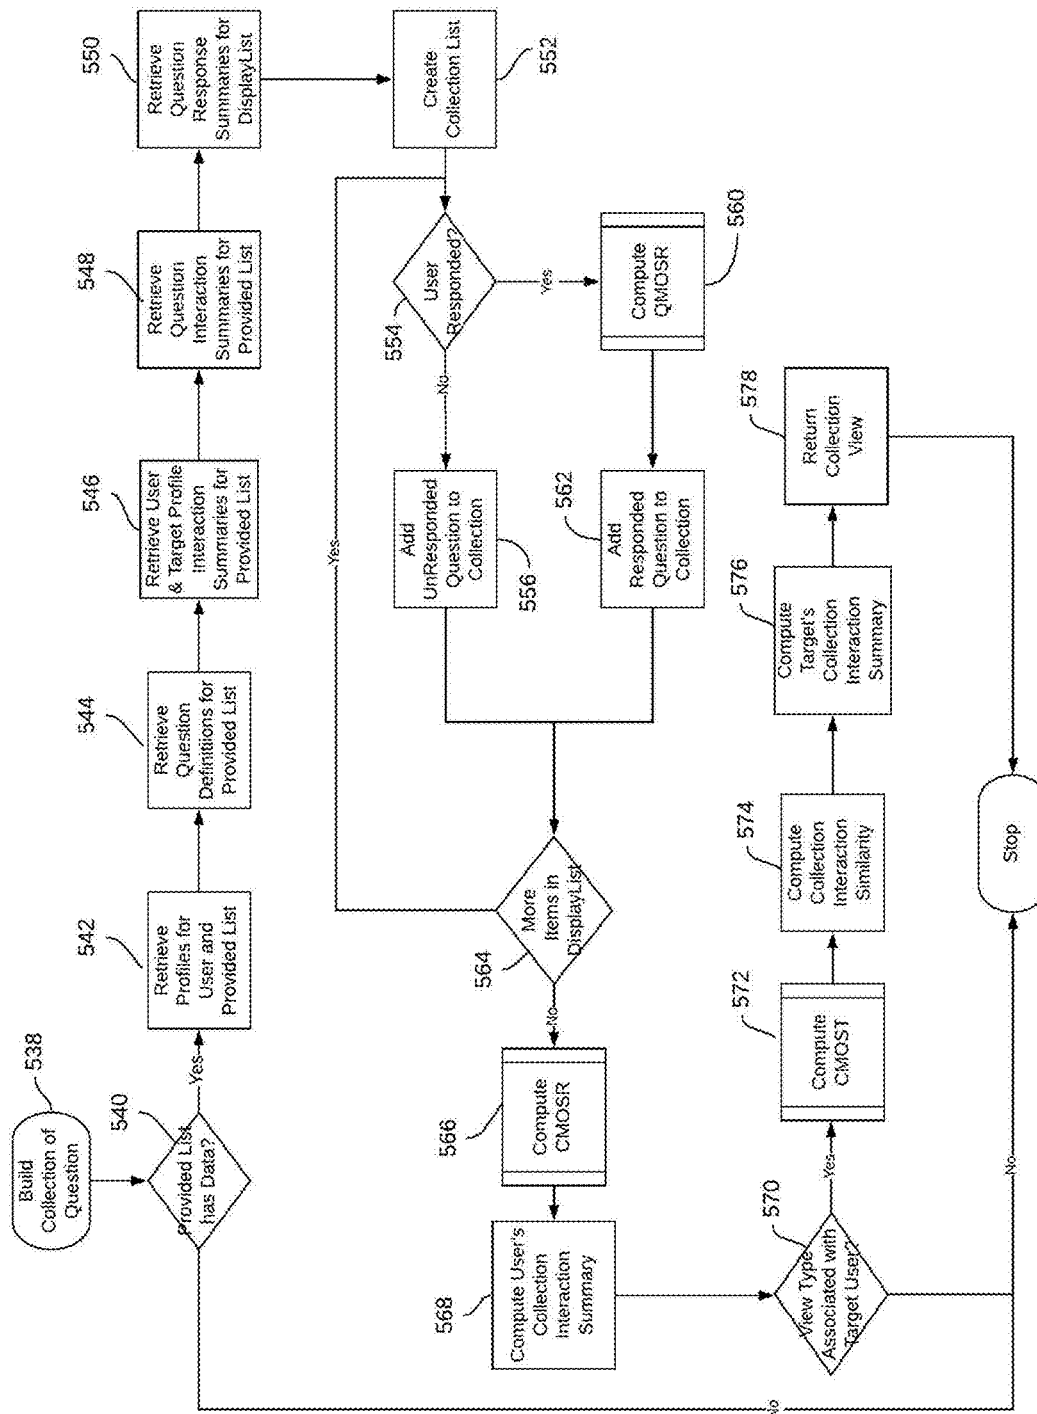 538
Build
Collection of
Question
540
Provided List
has Data?
Yes
No
542
Retrieve
Profiles for
User and
Provided List
544
Retrieve
Question
Definitions for
Provided List
546
Retrieve User
& Target Profile
Interaction
Summaries for
Provided List
548
Retrieve
Question
Interaction
Summaries for
Provided List
550
Retrieve
Question
Response
Summaries for
DisplayList
552
Create
Collection List
554
User
Responded?
No
Yes
556
Add
UnResponded
Question to
Collection
560
Compute
QMOSR
562
Add
Responded
Question to
Collection
564
More
Items in
DisplayList
Yes
No
566
Compute
CMOSR
568
Compute User's
Collection
Interaction
Summary
570
View Type
Associated with
Target User?
Yes
No
572
Compute
CMOST
574
Compute
Collection
Interaction
Similarity
576
Compute
Target's
Collection
Interaction
Summary
578
Return
Collection
View
Stop